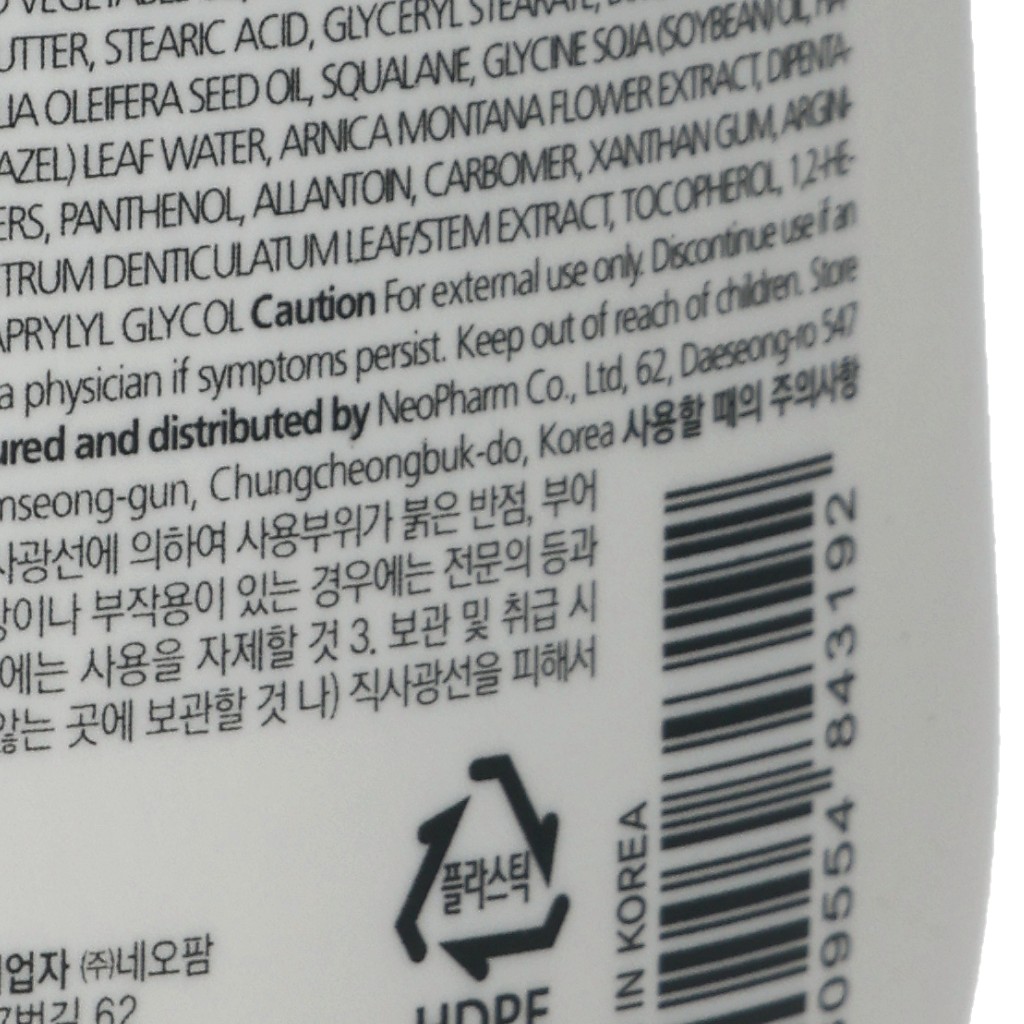 UTTER, STEARIC ACID, GLYCERYL STEARATE,
OLEIFERA SEED OIL, SQUALANE, GLYCINE SOJA (SOYBEAN) OIL, HA-
AZEL) LEAF WATER, ARNICA MONTANA FLOWER EXTRACT, DIPENTA-
ERS, PANTHENOL, ALLANTOIN, CARBOMER, XANTHAN GUM, ARGIN-
TRUM DENTICULATUM LEAF/STEM EXTRACT, TOCOPHEROL, 1,2-HE-
APRYLYL GLYCOL Caution For external use only. Discontinue use if an
a physician if symptoms persist. Keep out of reach of children. Store
ured and distributed by NeoPharm Co., Ltd, 62, Daeseong-ro 547
nseong-gun, Chungcheongbuk-do, Korea 사용할 때의 주의사항
사광선에 의하여 사용부위가 붉은 반점, 부어
상이나 부작용이 있는 경우에는 전문의 등과
에는 사용을 자제할 것 3. 보관 및 취급 시
않는 곳에 보관할 것 나) 직사광선을 피해서
플라스틱
HDPE
업자 ㈜네오팜
7번길 62
IN KOREA
09554 843192